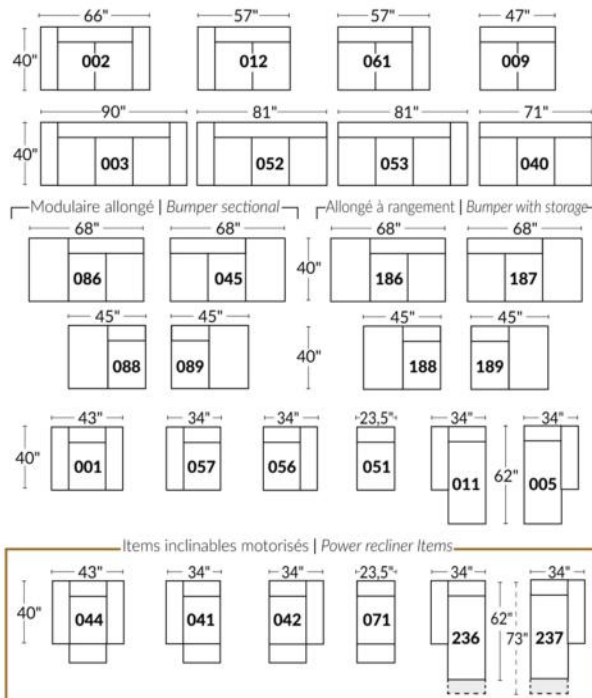 66" 57" 57" 47"
40" 002 012 061 009
90" 81" 81" 71"
40" 003 052 053 040
Modulaire allongé | Bumper sectional Allongé à rangement | Bumper with storage
68" 68" 68" 68"
086 045 40" 186 187
45" 45" 45" 45"
088 089 40" 188 189
43" 34" 34" 23,5" 34" 34"
40" 001 057 056 051 011 62" 005
Items inclinables motorisés | Power recliner Items
43" 34" 34" 23,5" 34" 34"
40" 044 041 042 071 236 62" 73" 237